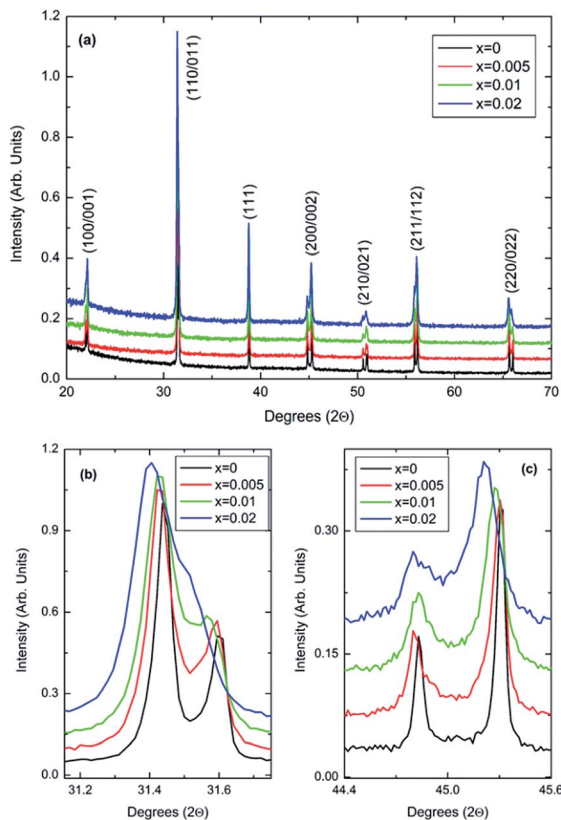 (a)
x=0
x=0.005
x=0.01
x=0.02
(100/001)
(110/011)
(111)
(200/002)
(210/021)
(211/112)
(220/022)
Intensity (Arb. Units)
1.2
1.0
0.8
0.6
0.4
0.2
0.0
20
30
40
50
60
70
Degrees (2Θ)
(b)
x=0
x=0.005
x=0.01
x=0.02
Intensity (Arb. Units)
1.2
0.9
0.6
0.3
0.0
31.2
31.4
31.6
Degrees (2Θ)
(c)
x=0
x=0.005
x=0.01
x=0.02
Intensity (Arb. Units)
0.30
0.15
0.00
44.4
45.0
45.6
Degrees (2Θ)